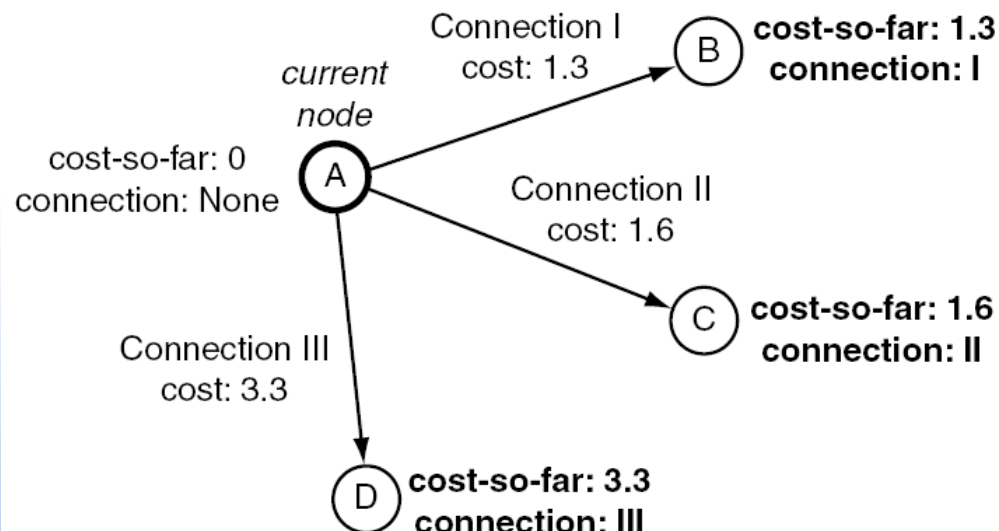 Connection I
cost: 1.3
B
cost-so-far: 1.3
connection: I
current
node
cost-so-far: 0
connection: None
A
Connection II
cost: 1.6
C
cost-so-far: 1.6
connection: II
Connection III
cost: 3.3
D
cost-so-far: 3.3
connection: III